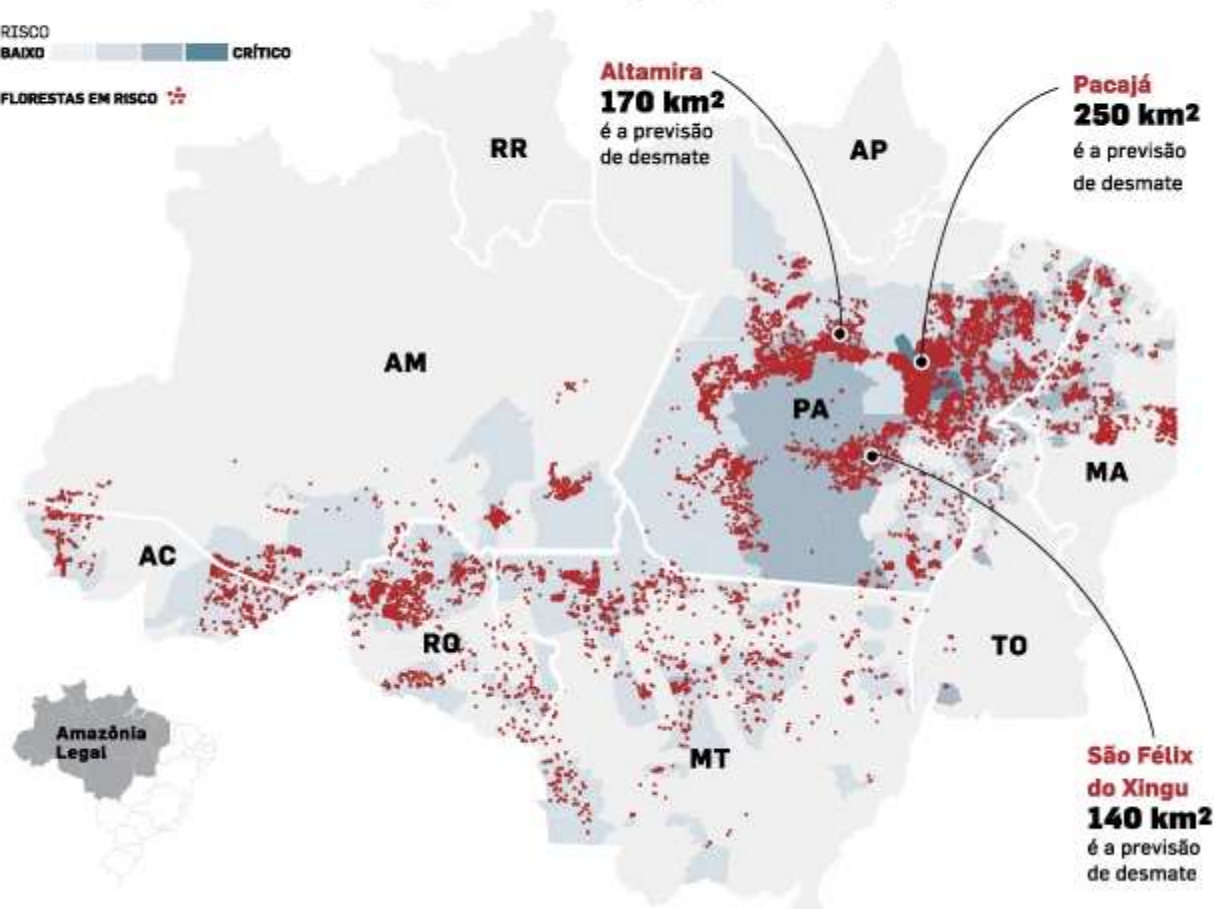 RISCO
BAIXO CRÍTICO
FLORESTAS EM RISCO
Altamira
170 km²
é a previsão
de desmate
Pacajá
250 km²
é a previsão
de desmate
RR
AP
AM
PA
MA
AC
RO
TO
MT
Amazônia
Legal
São Félix
do Xingu
140 km²
é a previsão
de desmate